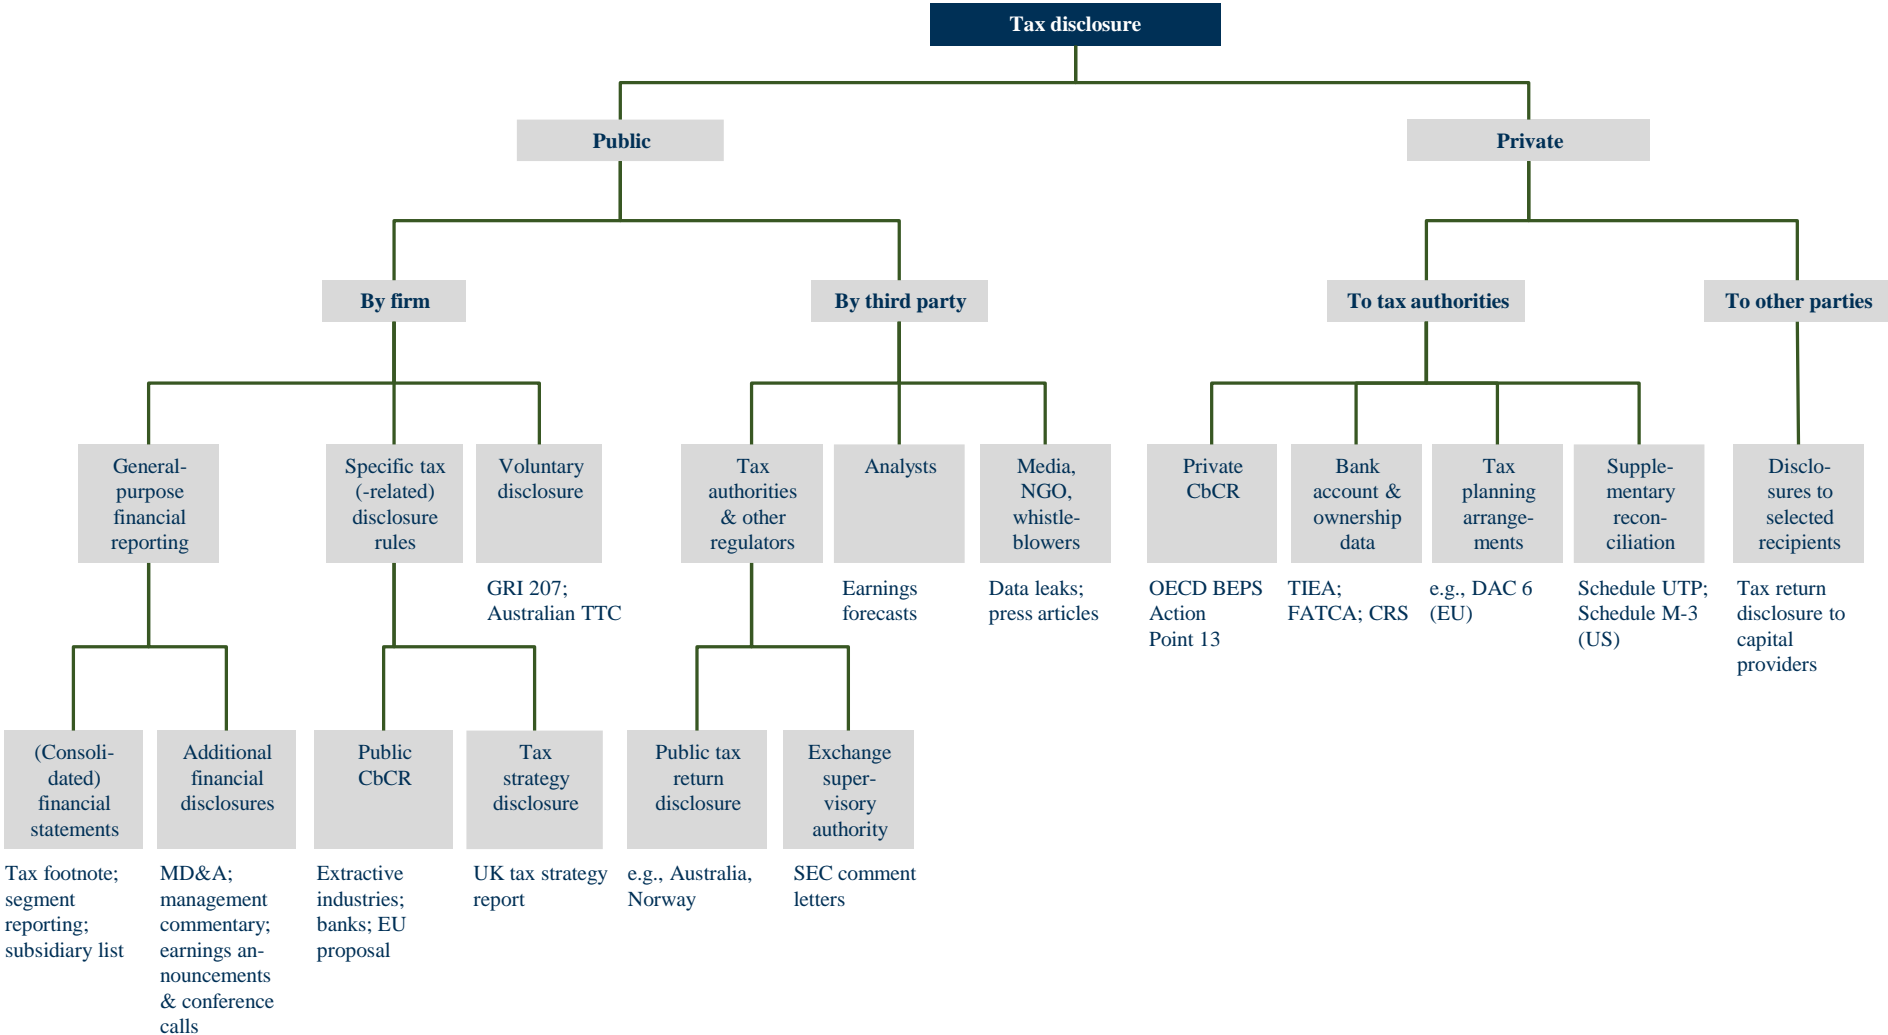 Tax disclosure
Public
Private
By firm
By third party
To tax authorities
To other parties
General-
purpose
financial
reporting
Specific tax
(-related)
disclosure
rules
Voluntary
disclosure
Tax
authorities
& other
regulators
Analysts
Media,
NGO,
whistle-
blowers
Private
CbCR
Bank
account &
ownership
data
Tax
planning
arrange-
ments
Supple-
mentary
recon-
ciliation
Disclo-
sures to
selected
recipients
GRI 207;
Australian TTC
Earnings
forecasts
Data leaks;
press articles
OECD BEPS
Action
Point 13
TIEA;
FATCA; CRS
e.g., DAC 6
(EU)
Schedule UTP;
Schedule M-3
(US)
Tax return
disclosure to
capital
providers
(Consoli-
dated)
financial
statements
Additional
financial
disclosures
Public
CbCR
Tax
strategy
disclosure
Public tax
return
disclosure
Exchange
super-
visory
authority
Tax footnote;
segment
reporting;
subsidiary list
MD&A;
management
commentary;
earnings an-
nouncements
& conference
calls
Extractive
industries;
banks; EU
proposal
UK tax strategy
report
e.g., Australia,
Norway
SEC comment
letters